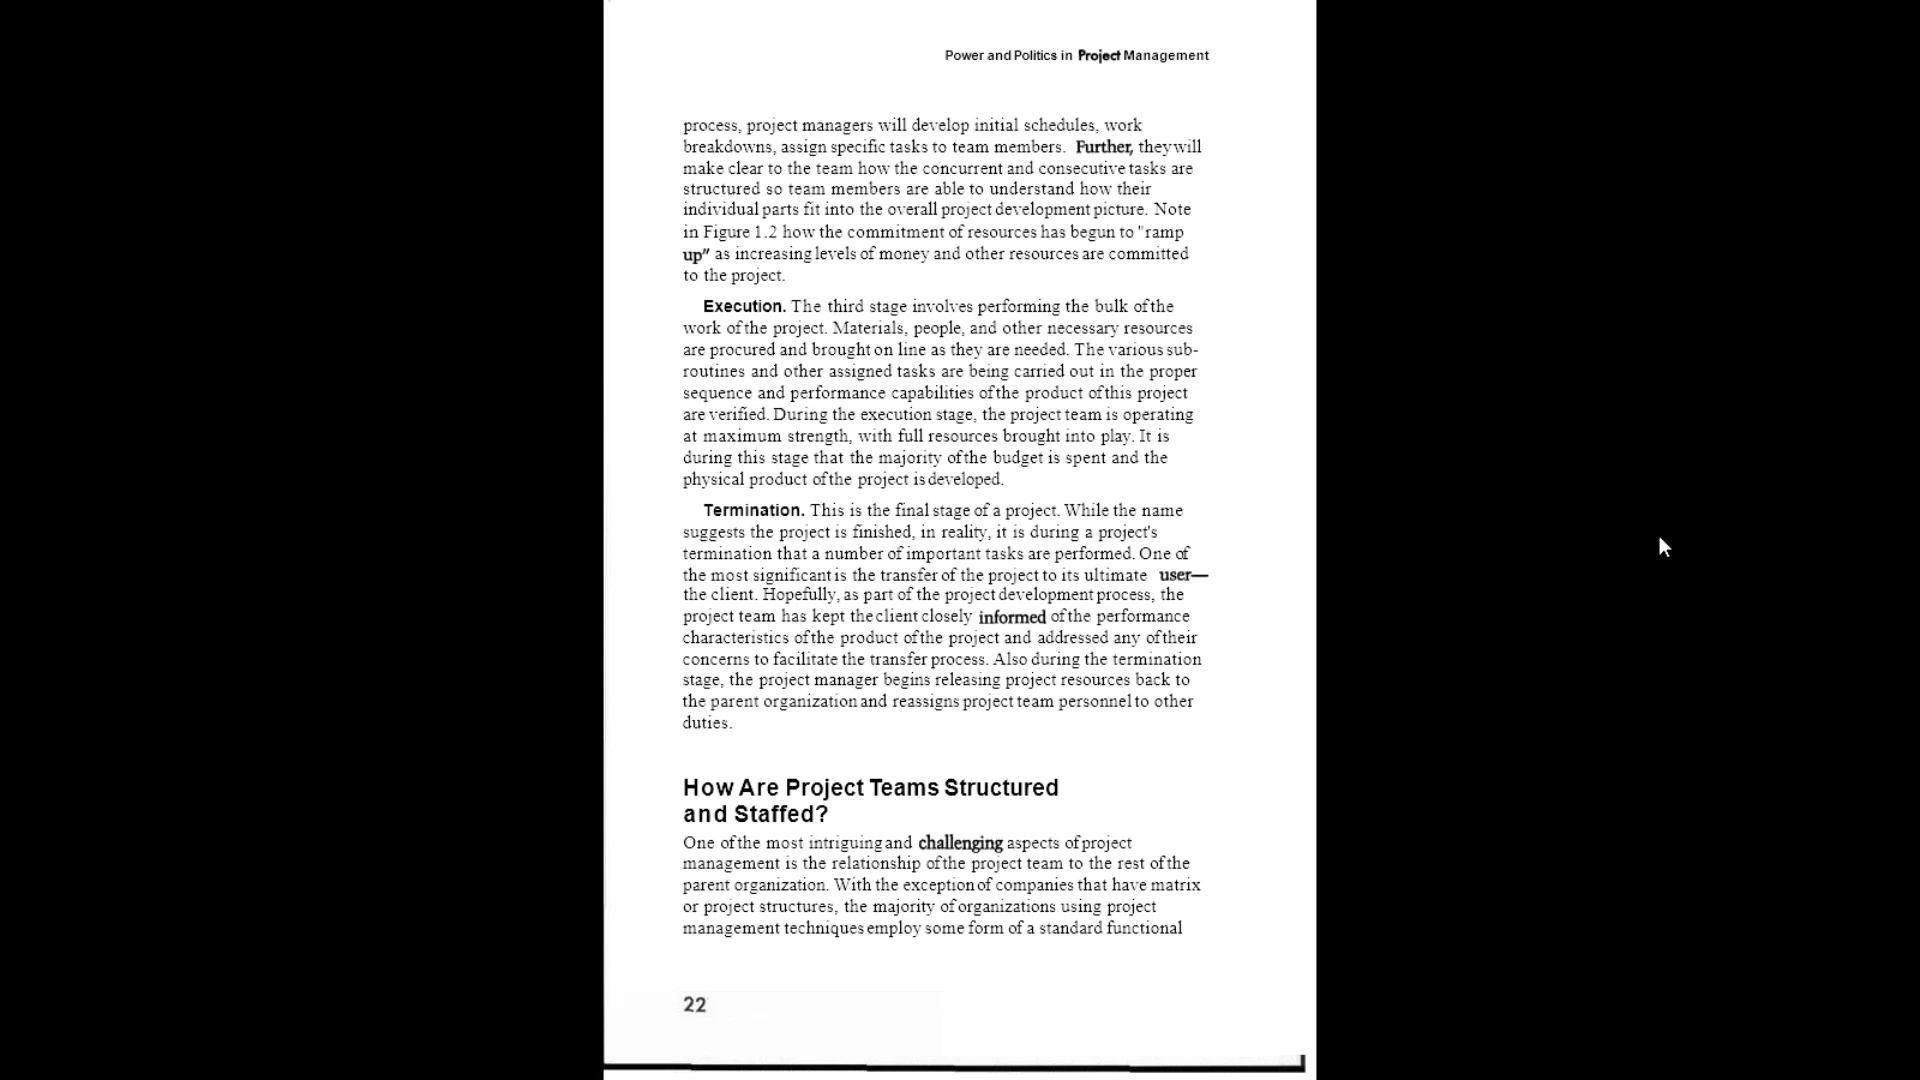 Power and Politics in Project Management
process, project managers will develop initial schedules, work
breakdowns, assign specific tasks to team members. Further, they will
make clear to the team how the concurrent and consecutive tasks are
structured so team members are able to understand how their
individual parts fit into the overall project development picture. Note
in Figure 1.2 how the commitment of resources has begun to "ramp
up" as increasing levels of money and other resources are committed
to the project.
Execution. The third stage involves performing the bulk of the
work of the project. Materials, people, and other necessary resources
are procured and brought on line as they are needed. The various sub-
routines and other assigned tasks are being carried out in the proper
sequence and performance capabilities of the product of this project
are verified. During the execution stage, the project team is operating
at maximum strength, with full resources brought into play. It is
during this stage that the majority of the budget is spent and the
physical product of the project is developed.
Termination. This is the final stage of a project. While the name
suggests the project is finished, in reality, it is during a project's
termination that a number of important tasks are performed. One of
the most significant is the transfer of the project to its ultimate user—
the client. Hopefully, as part of the project development process, the
project team has kept the client closely informed of the performance
characteristics of the product of the project and addressed any of their
concerns to facilitate the transfer process. Also during the termination
stage, the project manager begins releasing project resources back to
the parent organization and reassigns project team personnel to other
duties.
How Are Project Teams Structured
and Staffed?
One of the most intriguing and challenging aspects of project
management is the relationship of the project team to the rest of the
parent organization. With the exception of companies that have matrix
or project structures, the majority of organizations using project
management techniques employ some form of a standard functional
22